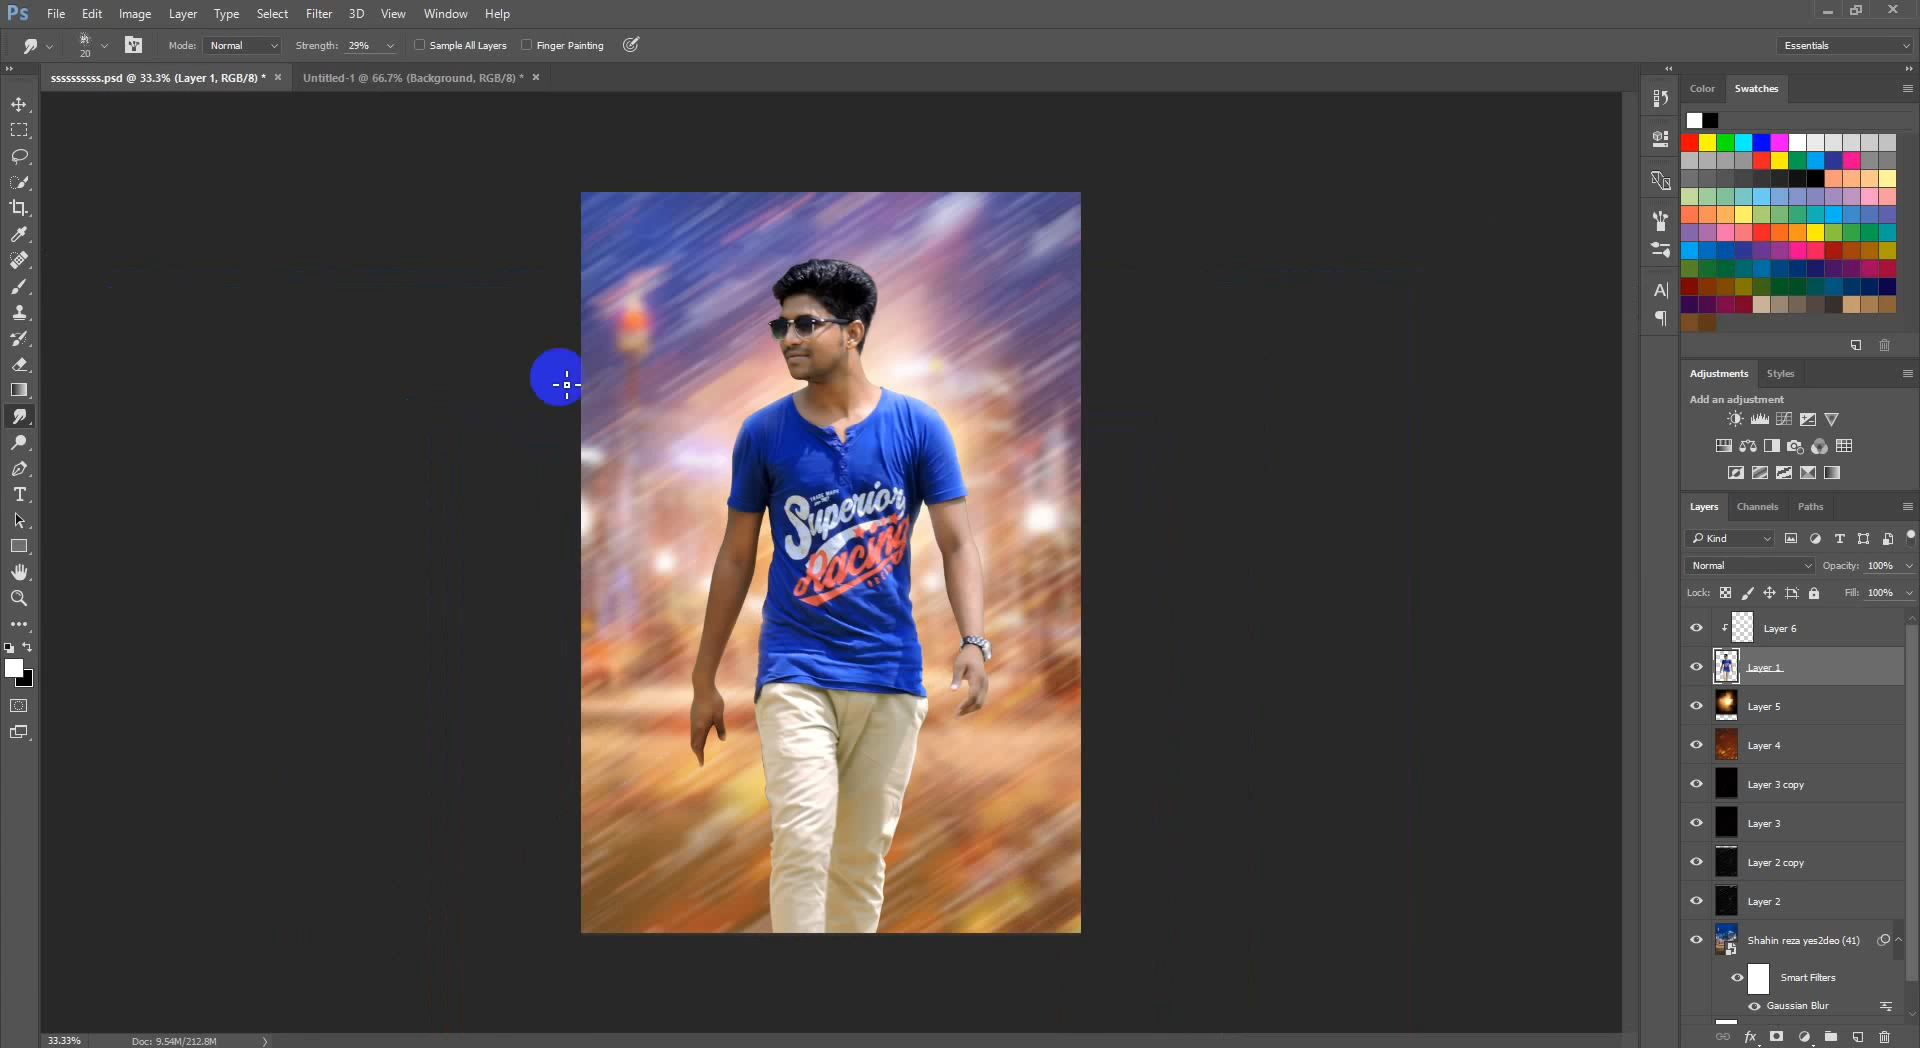 Ps File Edit Image Layer Type Select Filter 3D View Window Help
20 Mode: Normal Strength: 29% Sample All Layers Finger Painting Essentials
ssssssssss.psd @ 33.3% (Layer 1, RGB/8) * Untitled-1 @ 66.7% (Background, RGB/8) *
Color Swatches
Superior
Racing
Adjustments Styles
Add an adjustment
Layers Channels Paths
Kind
Normal Opacity: 100%
Lock: Fill: 100%
Layer 6
Layer 1
Layer 5
Layer 4
Layer 3 copy
Layer 3
Layer 2 copy
Layer 2
Shahin reza yes2deo (41)
Smart Filters
Gaussian Blur
33.33% Doc: 9.54M/212.8M